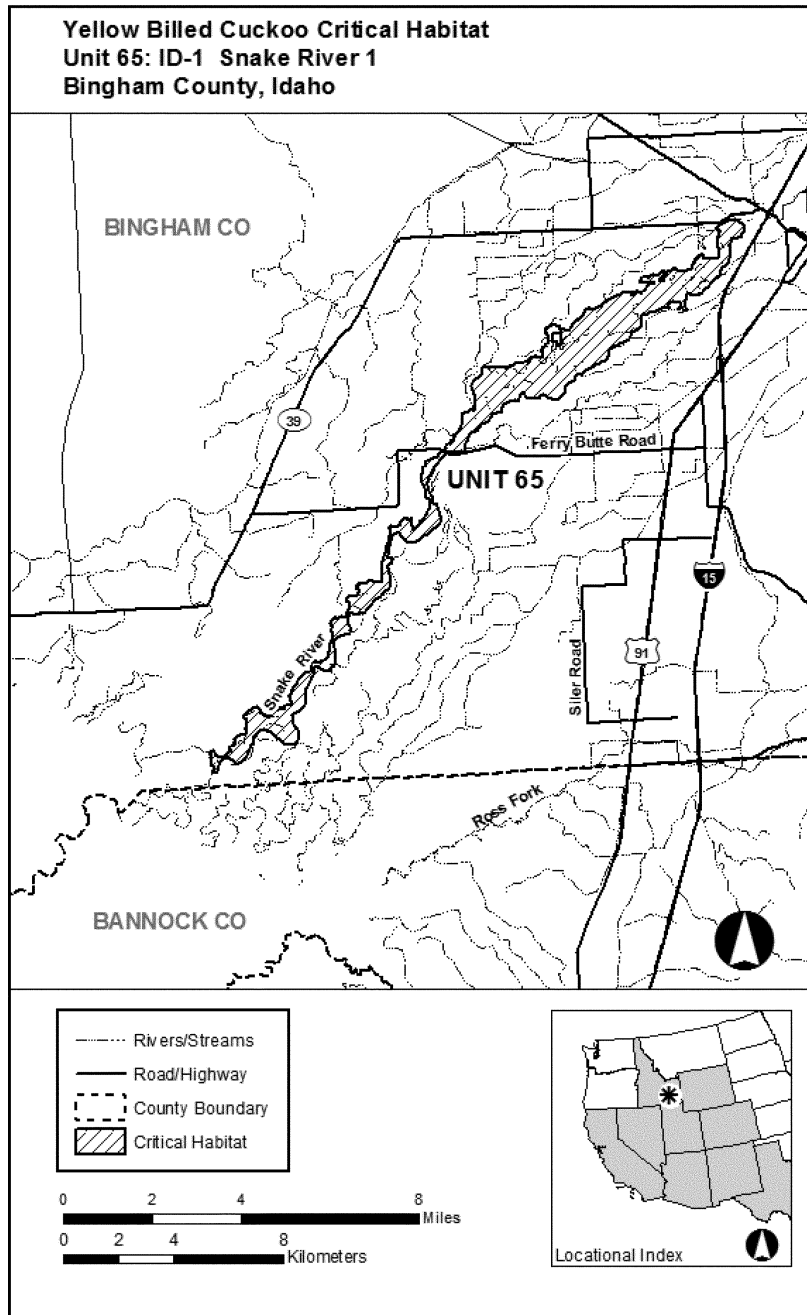 Yellow Billed Cuckoo Critical Habitat
Unit 65: ID-1 Snake River 1
Bingham County, Idaho
BINGHAM CO
39
Ferry Butte Road
UNIT 65
15
91
Siler Road
Snake River
Ross Fork
BANNOCK CO
Rivers/Streams
Road/Highway
County Boundary
Critical Habitat
0 2 4 8
Miles
0 2 4 8
Kilometers
Locational Index